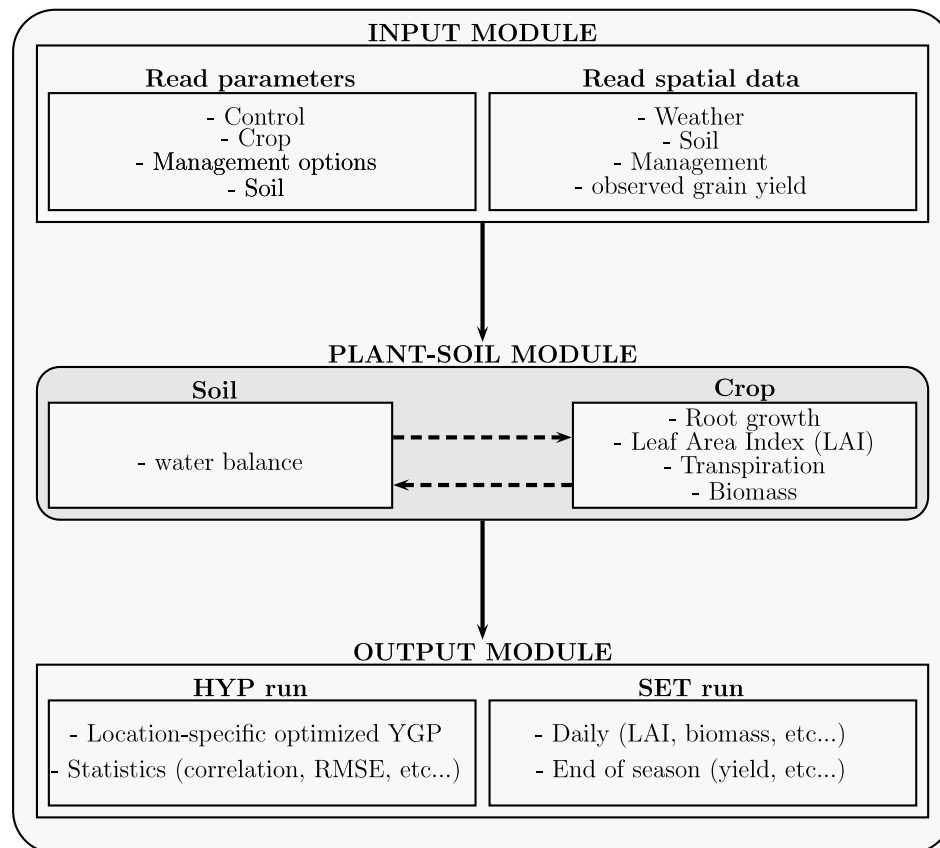 INPUT MODULE
Read parameters
- Control
- Crop
- Management options
- Soil
Read spatial data
- Weather
- Soil
- Management
- observed grain yield
PLANT-SOIL MODULE
Soil
- water balance
Crop
- Root growth
- Leaf Area Index (LAI)
- Transpiration
- Biomass
OUTPUT MODULE
HYP run
- Location-specific optimized YGP
- Statistics (correlation, RMSE, etc...)
SET run
- Daily (LAI, biomass, etc...)
- End of season (yield, etc...)